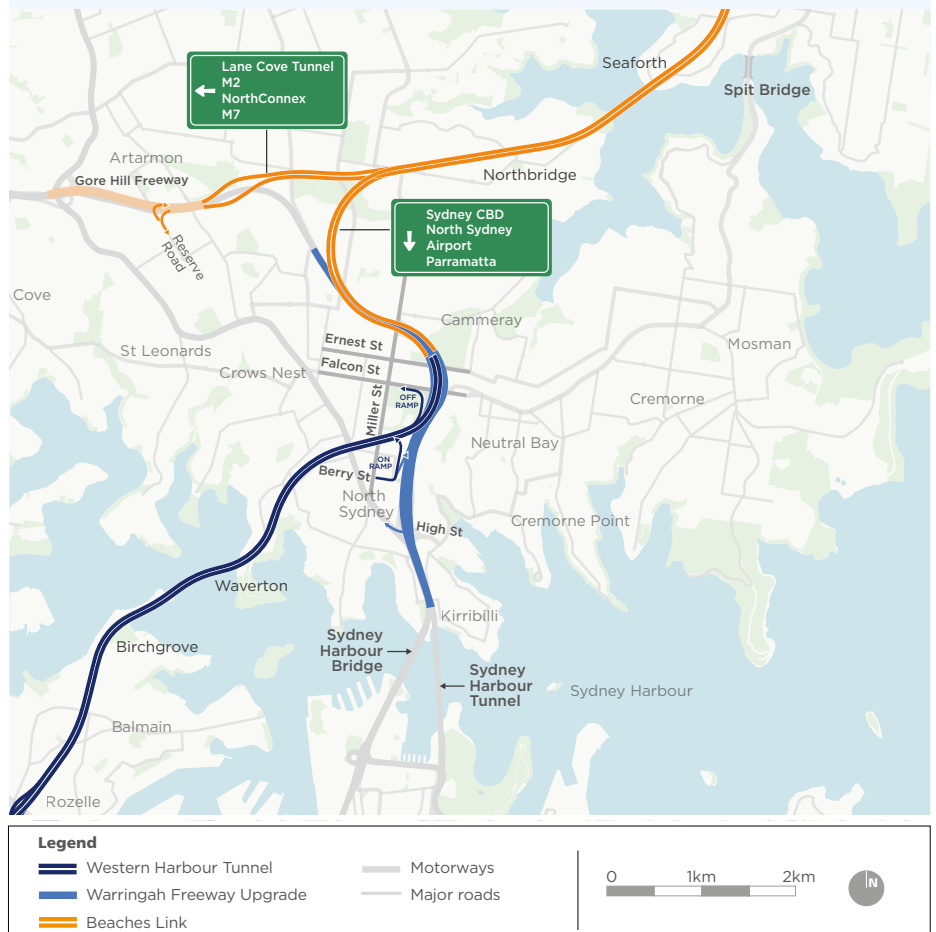 Seaforth
Spit Bridge
Lane Cove Tunnel
M2
NorthConnex
M7
Artarmon
Gore Hill Freeway
Northbridge
Reserve
Road
Sydney CBD
North Sydney
Airport
Parramatta
Cove
Cammeray
Ernest St
St Leonards
Falcon St
Crows Nest
Mosman
Miller St
OFF
RAMP
Cremorne
Neutral Bay
ON
RAMP
Berry St
North
Sydney
High St
Cremorne Point
Waverton
Kirribilli
Birchgrove
Sydney
Harbour
Bridge
Sydney
Harbour
Tunnel
Sydney Harbour
Balmain
Rozelle
Legend
Western Harbour Tunnel
Warringah Freeway Upgrade
Beaches Link
Motorways
Major roads
0 1km 2km
N